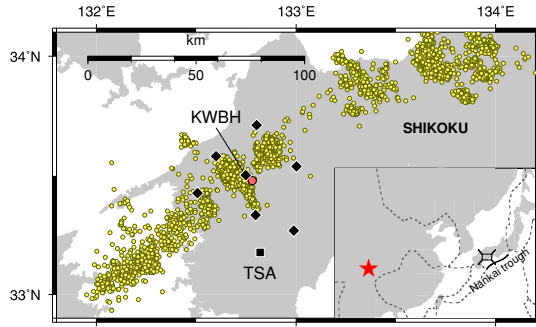 132°E 133°E 134°E
34°N
km
0 50 100
KWBH
SHIKOKU
TSA
Nankai trough
33°N